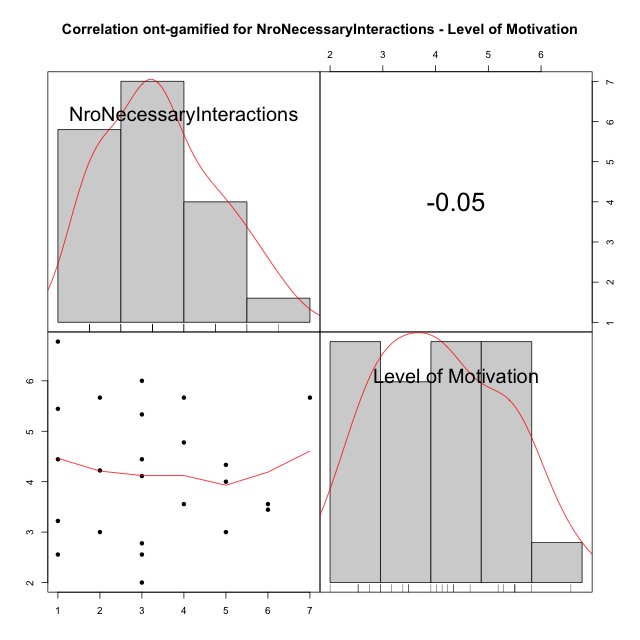 Correlation ont-gamified for NroNecessaryInteractions - Level of Motivation
2 3 4 5 6
NroNecessaryInteractions
-0.05
7
6
5
4
3
2
1
Level of Motivation
6
5
4
3
2
1 2 3 4 5 6 7